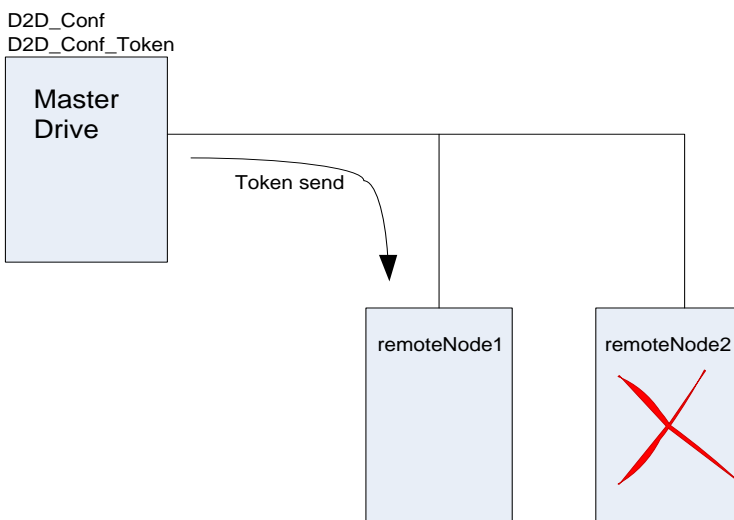 D2D_Conf
D2D_Conf_Token
Master
Drive
Token send
remoteNode1
remoteNode2